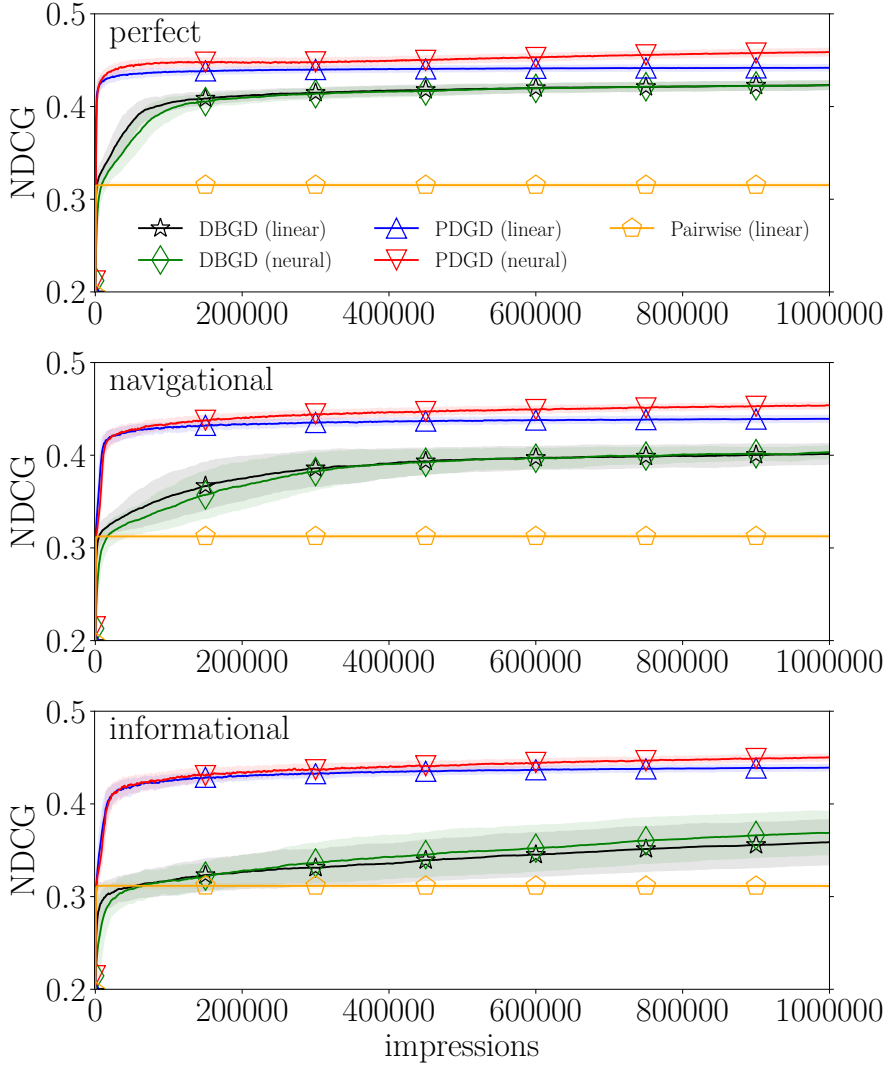 0.5
perfect
0.4
NDCG
0.3
DBGD (linear) PDGD (linear) Pairwise (linear)
DBGD (neural) PDGD (neural)
0.2
0 200000 400000 600000 800000 1000000
0.5
navigational
0.4
NDCG
0.3
0.2
0 200000 400000 600000 800000 1000000
0.5
informational
0.4
NDCG
0.3
0.2
0 200000 400000 600000 800000 1000000
impressions